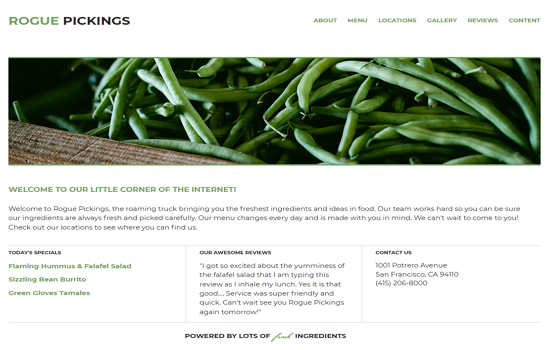 ROGUE PICKINGS
ABOUT MENU LOCATIONS GALLERY REVIEWS CONTENT
WELCOME TO OUR LITTLE CORNER OF THE INTERNET!
Welcome to Rogue Pickings, the roaming truck bringing you the freshest ingredients and ideas in food. Our team works hard so you can be sure
our ingredients are always fresh and picked carefully. Our menu changes every day and is made with you in mind. We can't wait to come to you!
Check out our locations to see where you can find us.
TODAY'S SPECIALS
Flaming Hummus & Falafel Salad
Sizzling Bean Burrito
Green Gloves Tamales
OUR AWESOME REVIEWS
"I got so excited about the yumminess
of the falafel salad that I am typing this
review as I inhale my lunch. Yes it is that
good.... Service was super friendly and
quick. Can't wait see you Rogue Pickings
again tomorrow!"
CONTACT US
1001 Potrero Avenue
San Francisco, CA 94110
(415) 206-8000
POWERED BY LOTS OF fresh INGREDIENTS